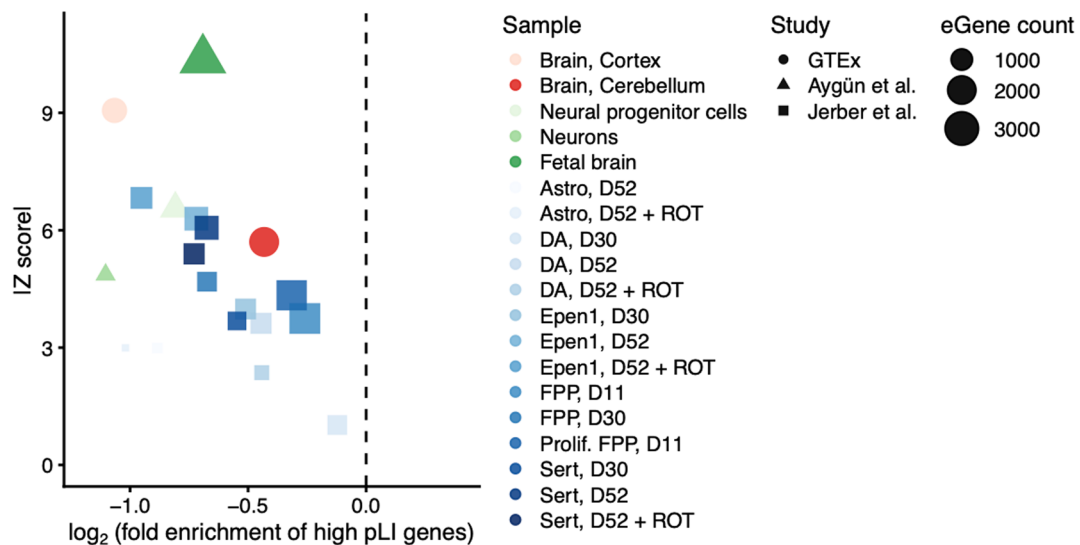 9
6
3
0
|Z score|
−1.0
−0.5
0.0
log2 (fold enrichment of high pLI genes)
Sample
Brain, Cortex
Brain, Cerebellum
Neural progenitor cells
Neurons
Fetal brain
Astro, D52
Astro, D52 + ROT
DA, D30
DA, D52
DA, D52 + ROT
Epen1, D30
Epen1, D52
Epen1, D52 + ROT
FPP, D11
FPP, D30
Prolif. FPP, D11
Sert, D30
Sert, D52
Sert, D52 + ROT
Study
GTEx
Aygün et al.
Jerber et al.
eGene count
1000
2000
3000